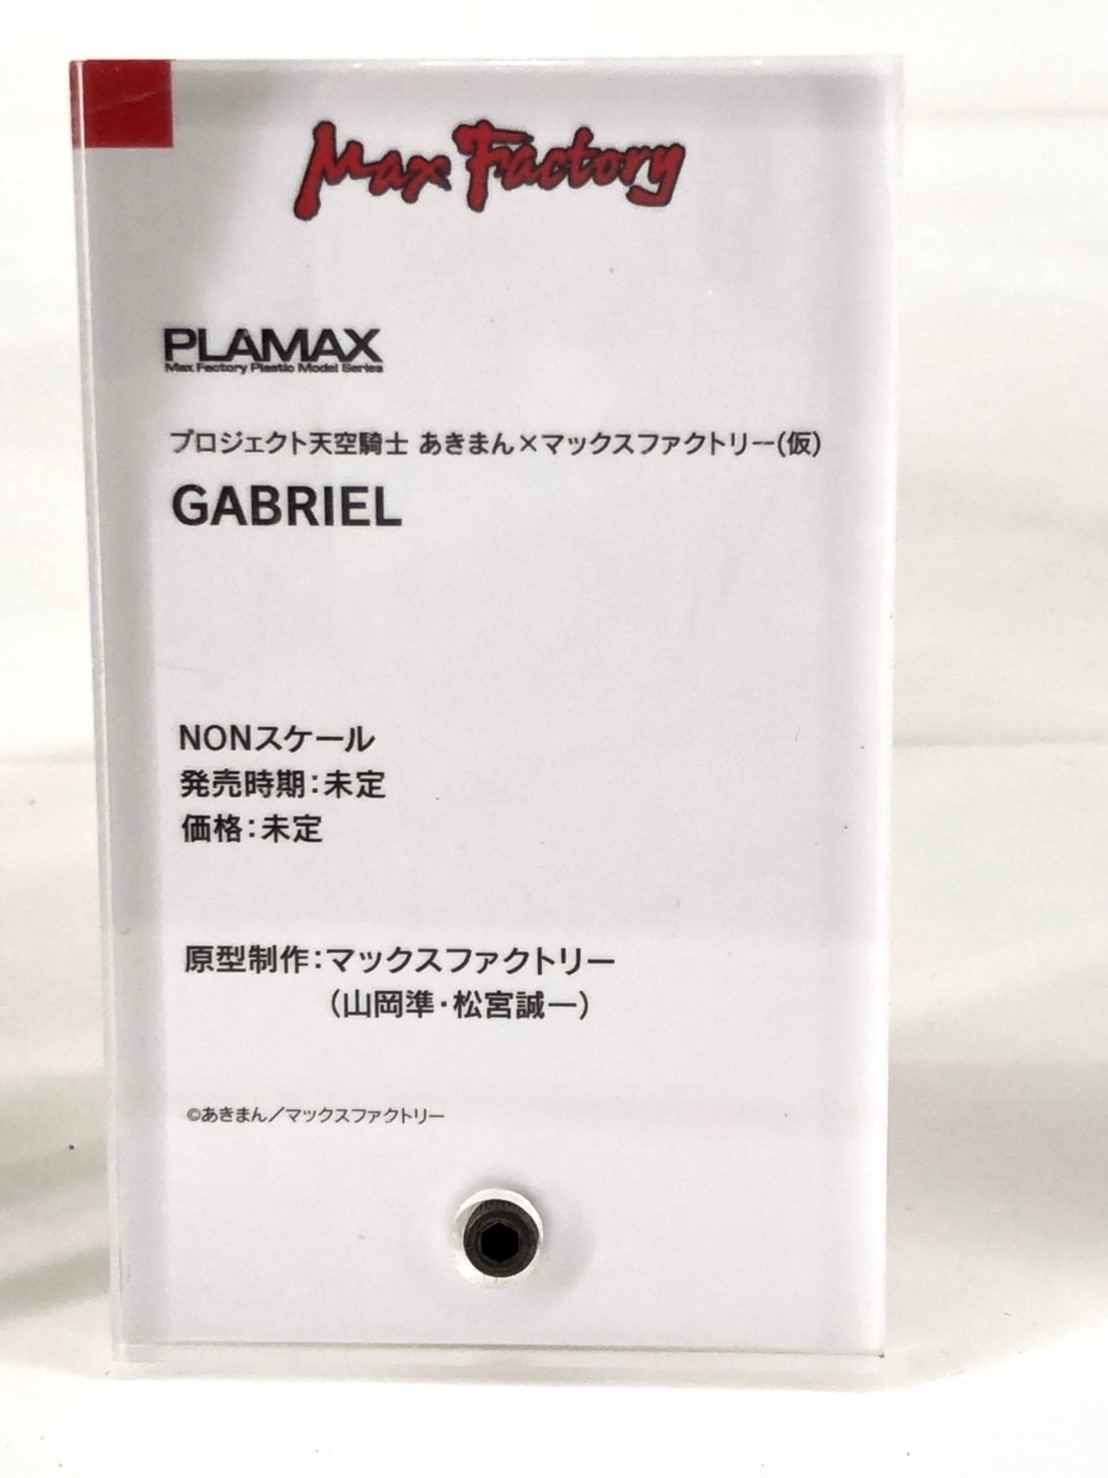 Max Factory
PLAMAX
Max Factory Plastic Model Series
プロジェクト天空騎士 あきまん×マックスファクトリー(仮)
GABRIEL
NONスケール
発売時期：未定
価格：未定
原型制作：マックスファクトリー
（山岡準・松宮誠一）
©あきまん／マックスファクトリー